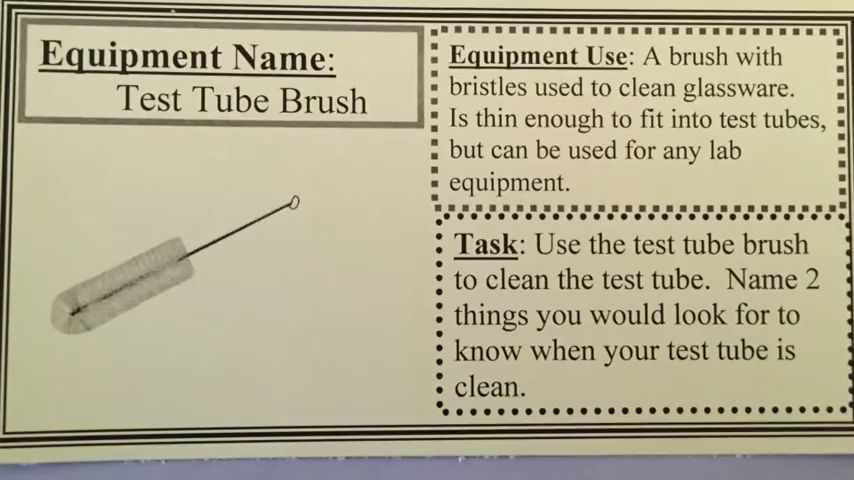 Equipment Name:
Test Tube Brush
Equipment Use: A brush with
bristles used to clean glassware.
Is thin enough to fit into test tubes,
but can be used for any lab
equipment.
Task: Use the test tube brush
to clean the test tube.  Name 2
things you would look for to
know when your test tube is
clean.